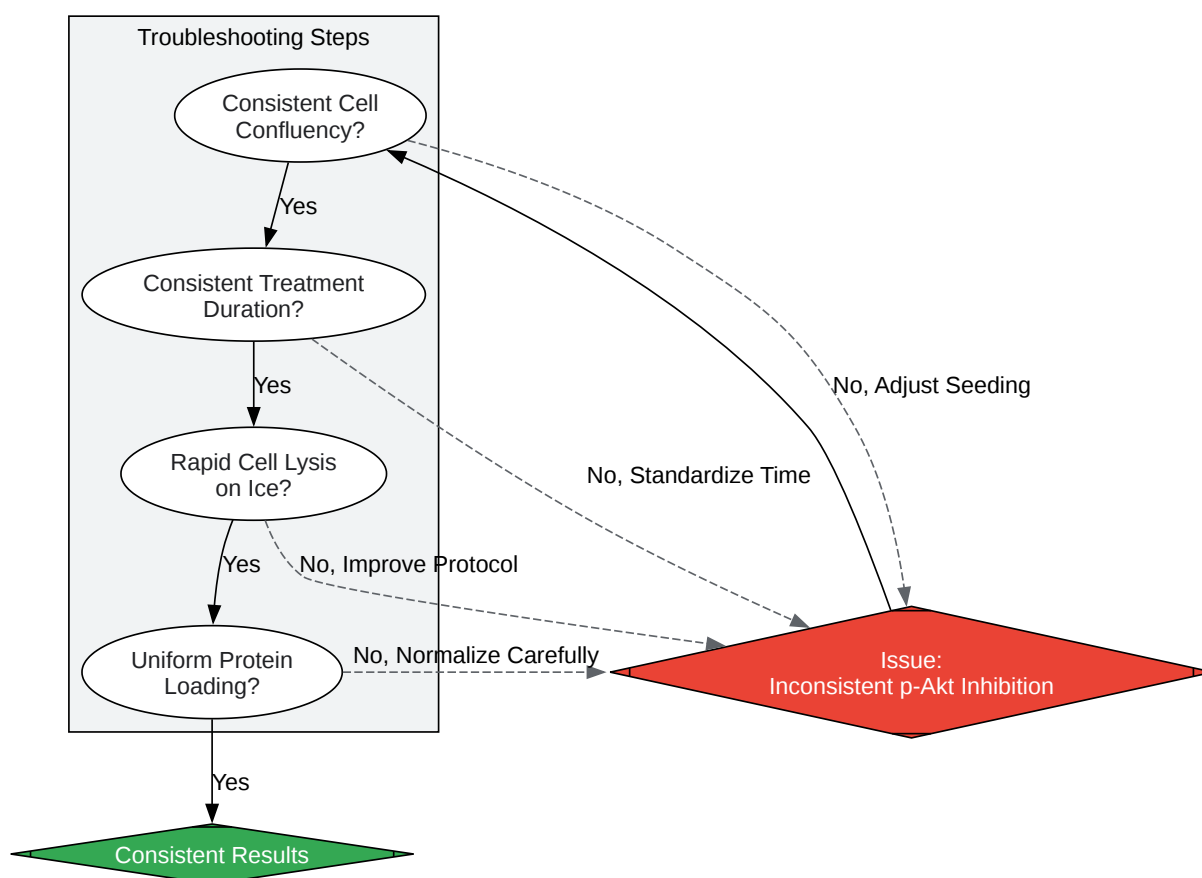 Troubleshooting Steps
Consistent Cell
Confluency?
Yes
Consistent Treatment
Duration?
Yes
No, Adjust Seeding
Rapid Cell Lysis
on Ice?
No, Standardize Time
Yes
No, Improve Protocol
Uniform Protein
Loading?
No, Normalize Carefully
Issue:
Inconsistent p-Akt Inhibition
Yes
Consistent Results